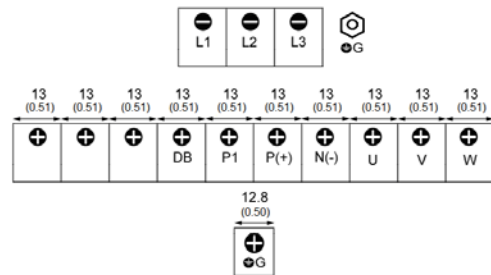 L1 L2 L3
G
13 13 13 13 13 13 13 13 13 13
(0.51) (0.51) (0.51) (0.51) (0.51) (0.51) (0.51) (0.51) (0.51) (0.51)
DB P1 P(+) N(-) U V W
12.8
(0.50)
G